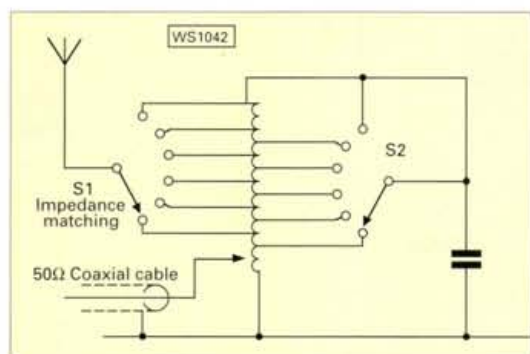 WS1042
S1
Impedance
matching
S2
50Ω Coaxial cable